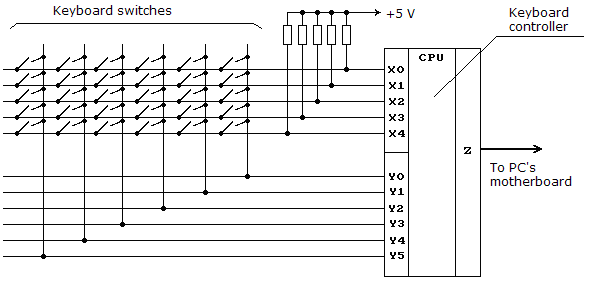 Keyboard switches
+5 V
Keyboard
controller
CPU
X0
X1
X2
X3
X4
Z
To PC's
motherboard
Y0
Y1
Y2
Y3
Y4
Y5